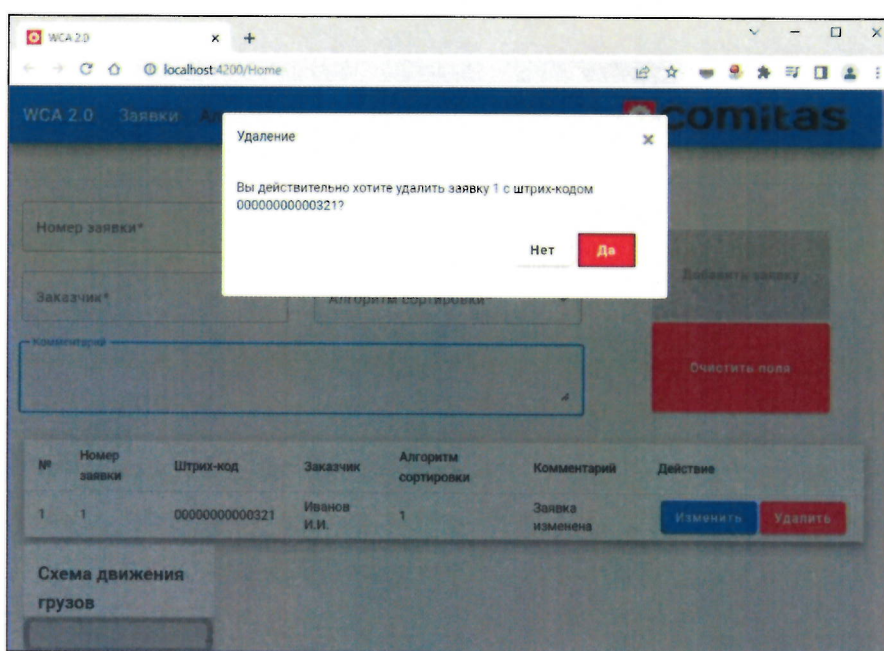 WCA 2.0
localhost:4200/Home
WCA 2.0 Заявки
comitas
Удаление
Вы действительно хотите удалить заявку 1 с штрих-кодом
00000000000321?
Нет Да
Номер заявки*
Добавить заявку
Заказчик*
Алгоритм сортировки*
Комментарий
Очистить поля
№ Номер заявки Штрих-код Заказчик Алгоритм сортировки Комментарий Действие
1 1 00000000000321 Иванов И.И. 1 Заявка изменена Изменить Удалить
Схема движения
грузов